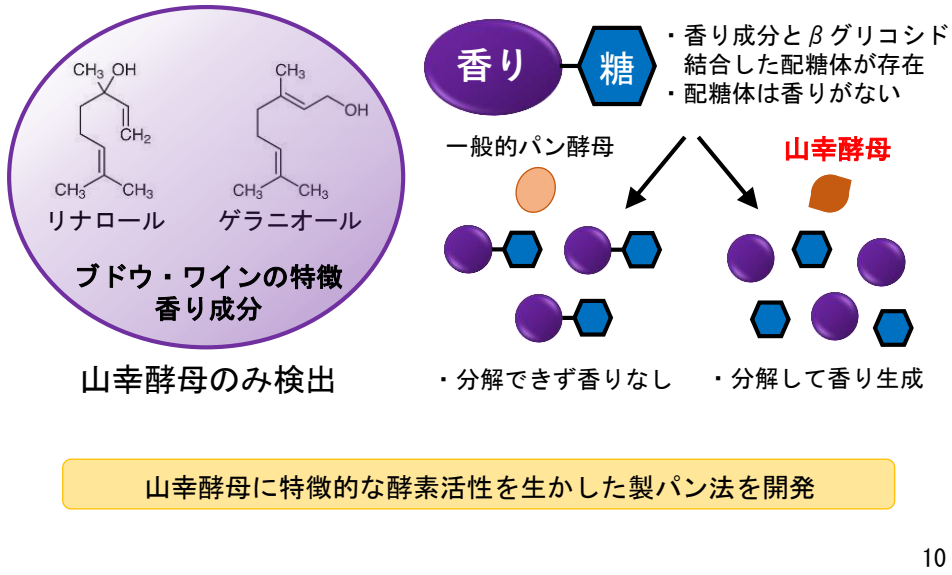 CH₃ OH
CH₂
CH₃ CH₃
リナロール
CH₃
OH
CH₃ CH₃
ゲラニオール
ブドウ・ワインの特徴
香り成分
山幸酵母のみ検出
香り 糖
・香り成分とβグリコシド
結合した配糖体が存在
・配糖体は香りがない
一般的パン酵母
山幸酵母
・分解できず香りなし
・分解して香り生成
山幸酵母に特徴的な酵素活性を生かした製パン法を開発
10